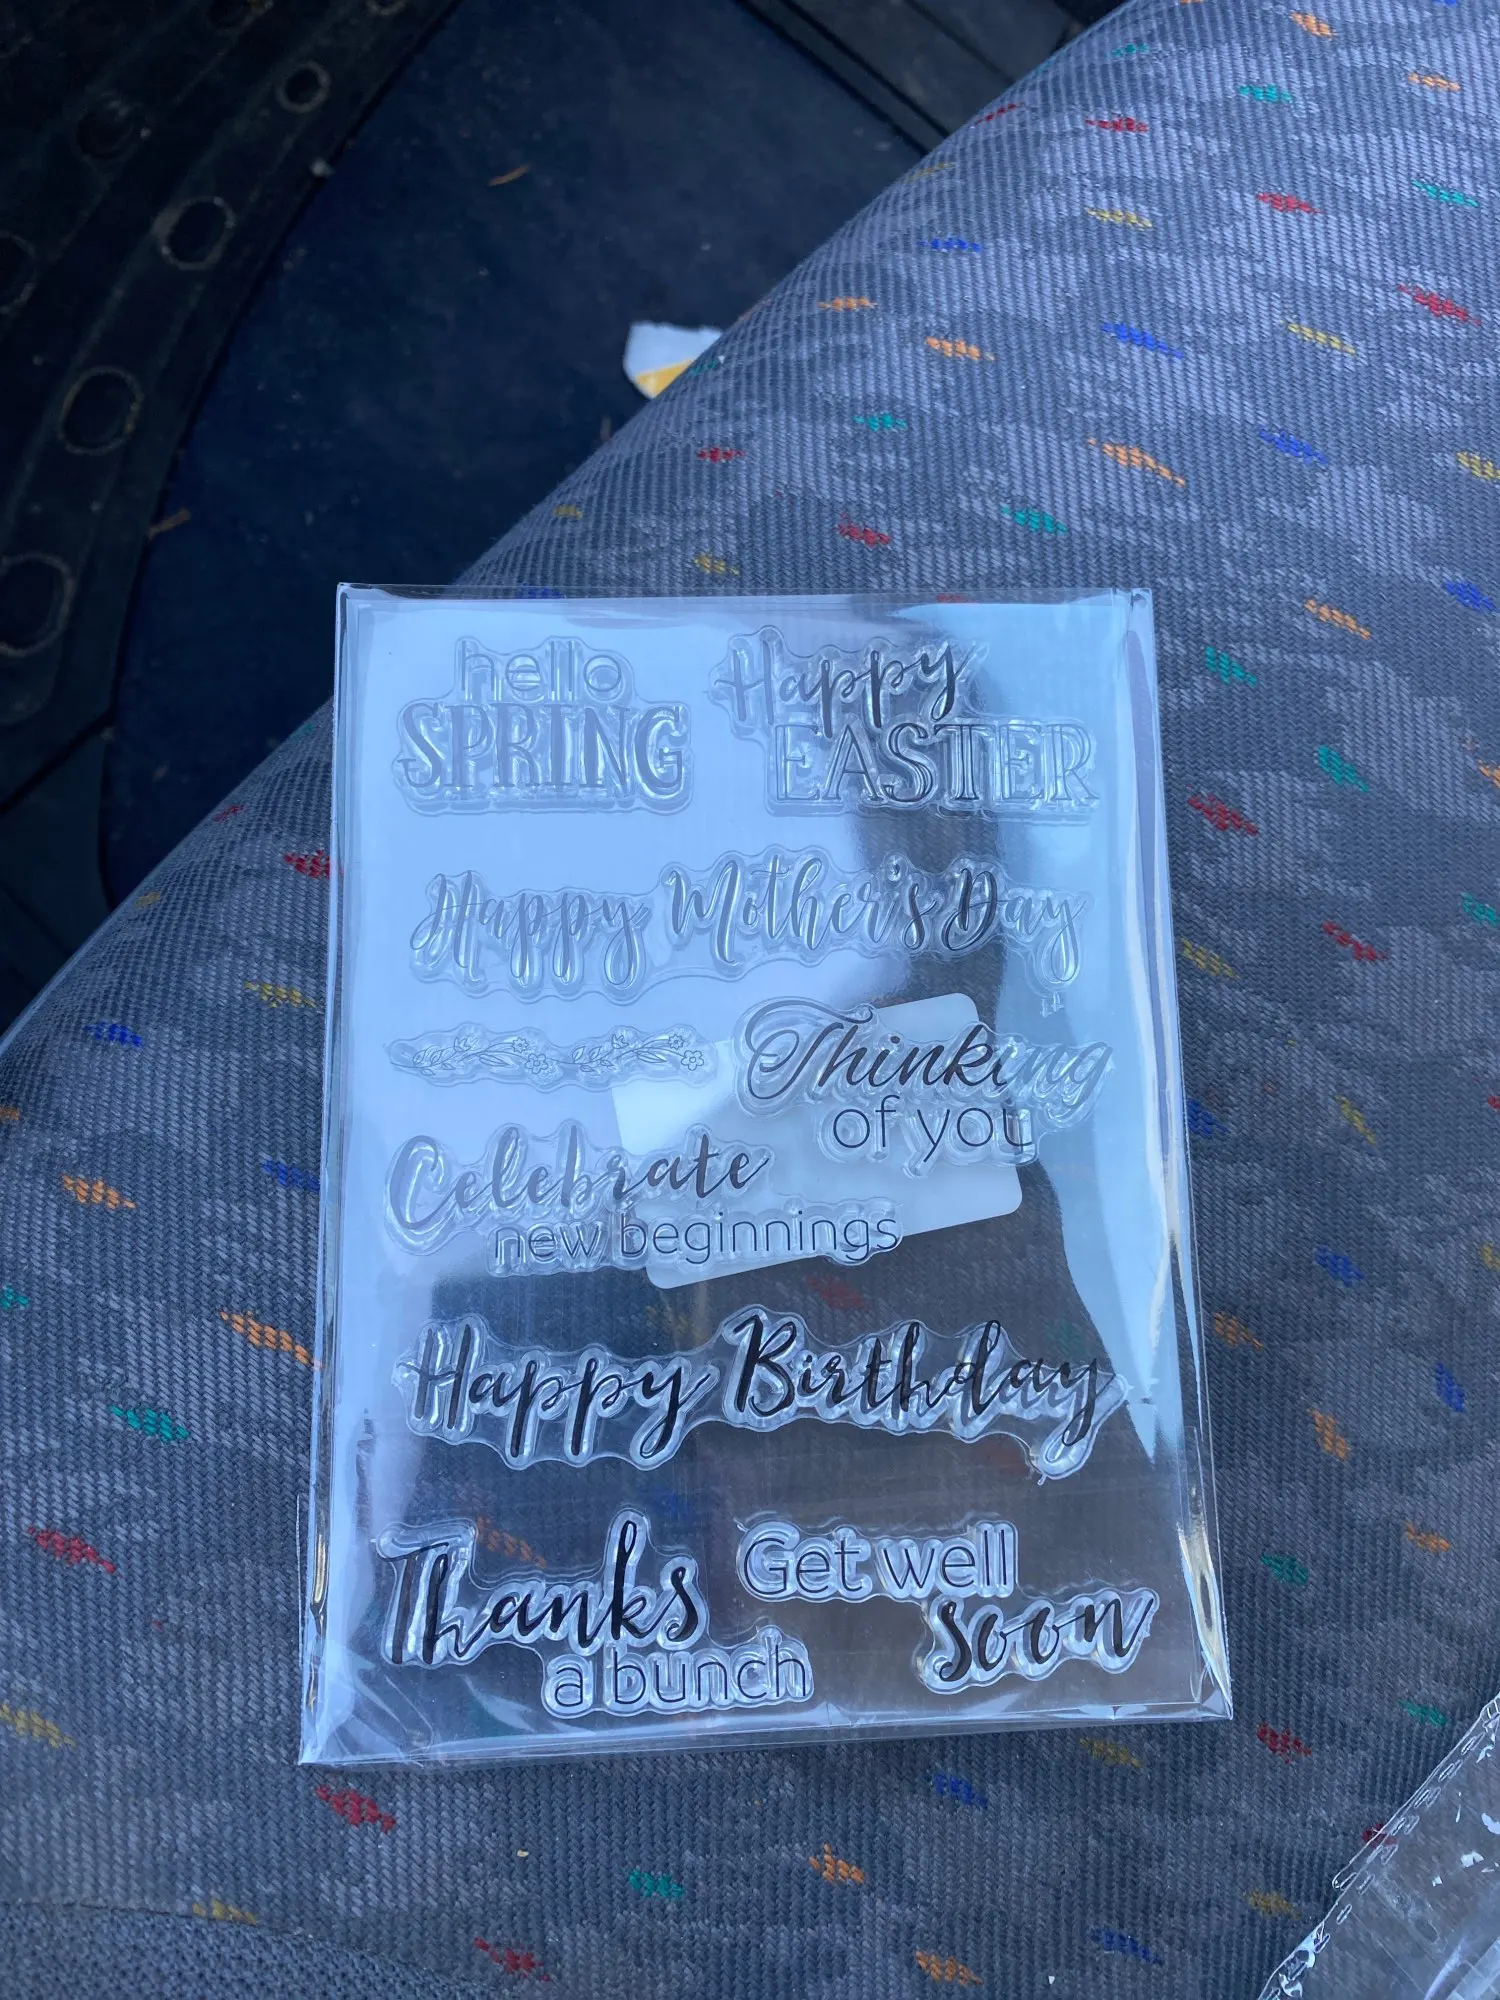 hello
SPRING
Happy
EASTER
Happy Mother's Day
Thinking
of you
Celebrate
new beginnings
Happy Birthday
Thanks
a bunch
Get well
soon